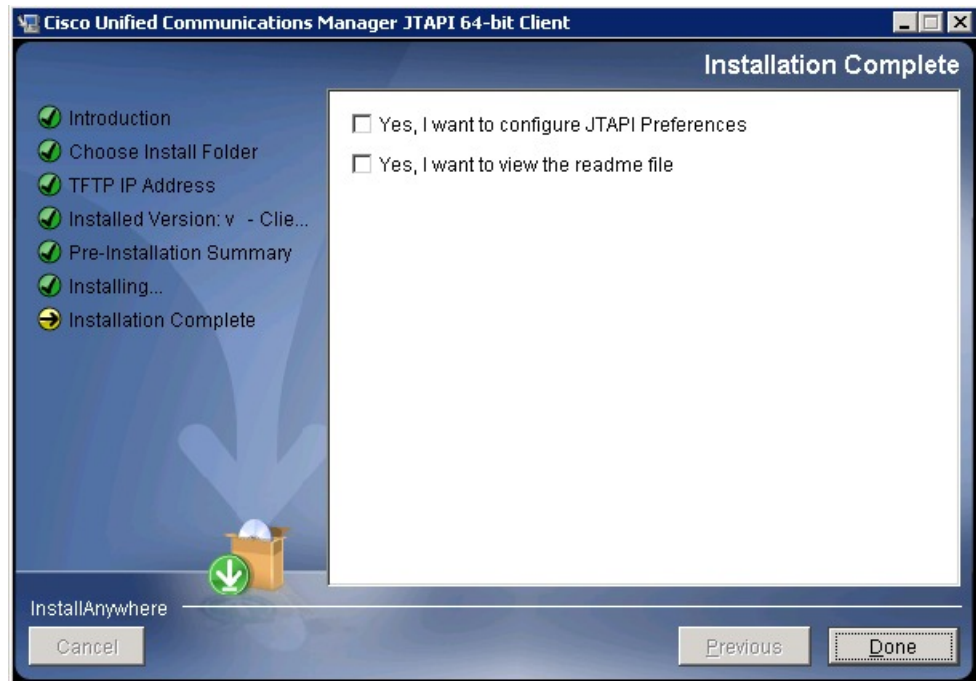 Cisco Unified Communications Manager JTAPI 64-bit Client
Installation Complete
Introduction
Choose Install Folder
TFTP IP Address
Installed Version: v - Clie...
Pre-Installation Summary
Installing...
Installation Complete
Yes, I want to configure JTAPI Preferences
Yes, I want to view the readme file
InstallAnywhere
Cancel
Previous
Done